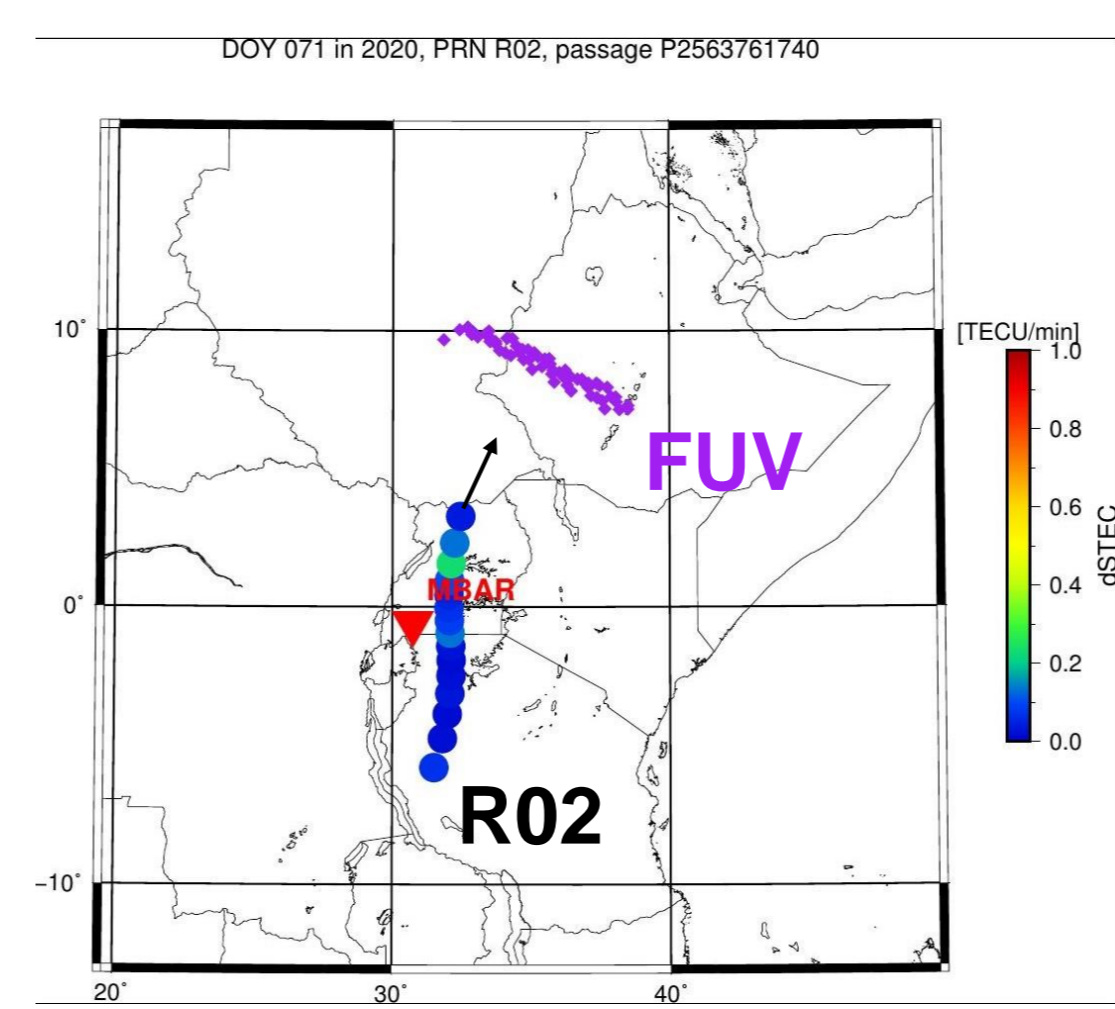 DOY 071 in 2020, PRN R02, passage P2563761740
10˚
0˚
−10˚
20˚
30˚
40˚
FUV
MBAR
R02
[TECU/min]
1.0
0.8
0.6
0.4
0.2
0.0
dSTEC